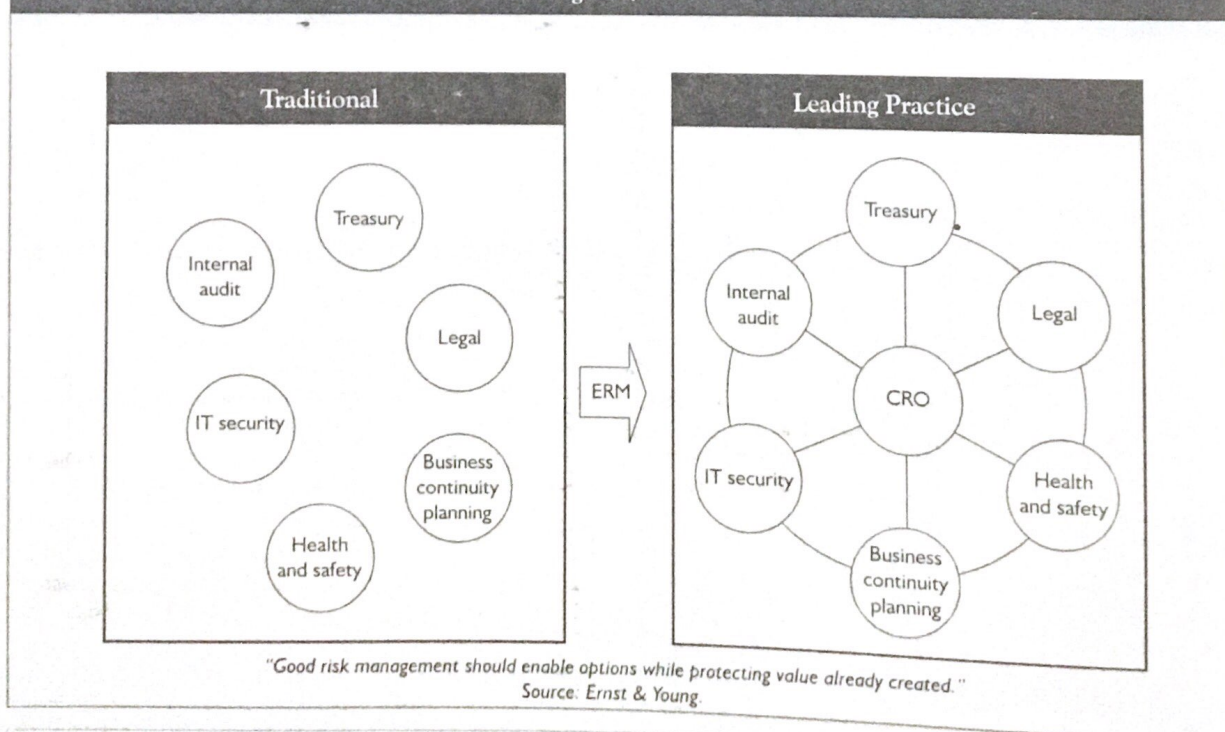 Traditional
Treasury
Internal
audit
Legal
IT security
Business
continuity
planning
Health
and safety
ERM
Leading Practice
Treasury
Internal
audit
Legal
CRO
IT security
Health
and safety
Business
continuity
planning
"Good risk management should enable options while protecting value already created."
Source: Ernst & Young.